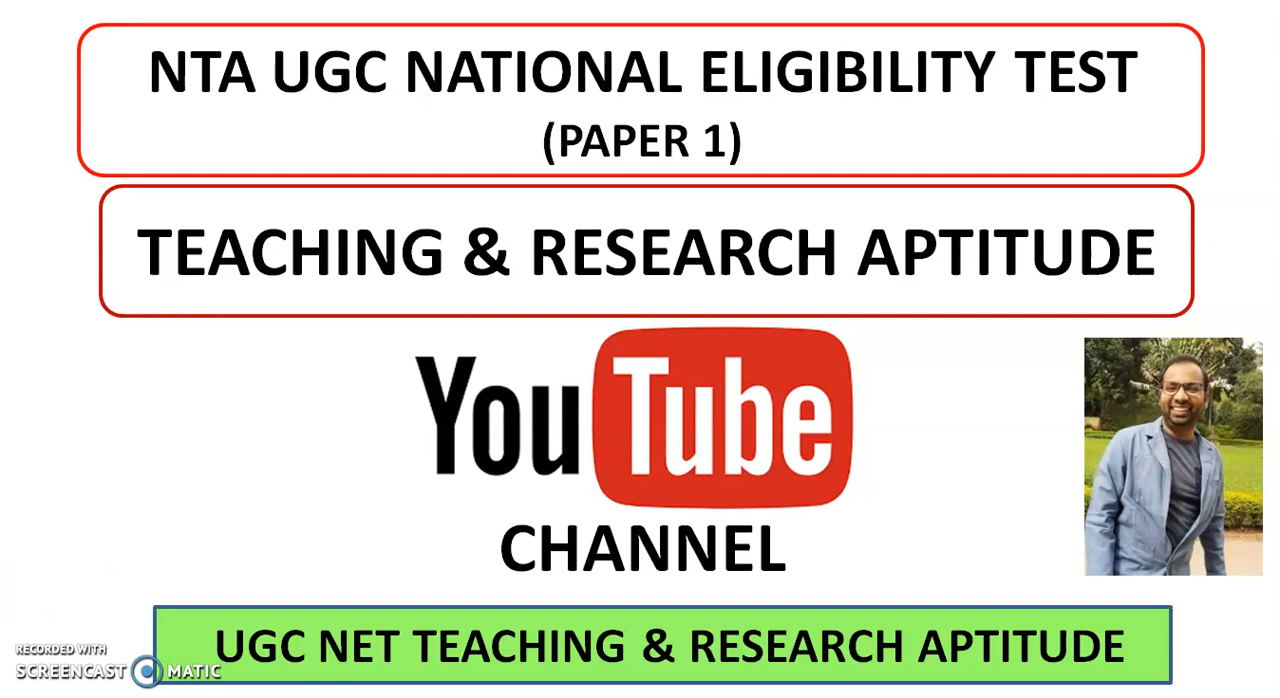 NTA UGC NATIONAL ELIGIBILITY TEST
(PAPER 1)
TEACHING & RESEARCH APTITUDE
YouTube
CHANNEL
UGC NET TEACHING & RESEARCH APTITUDE
RECORDED WITH
SCREENCAST MATIC